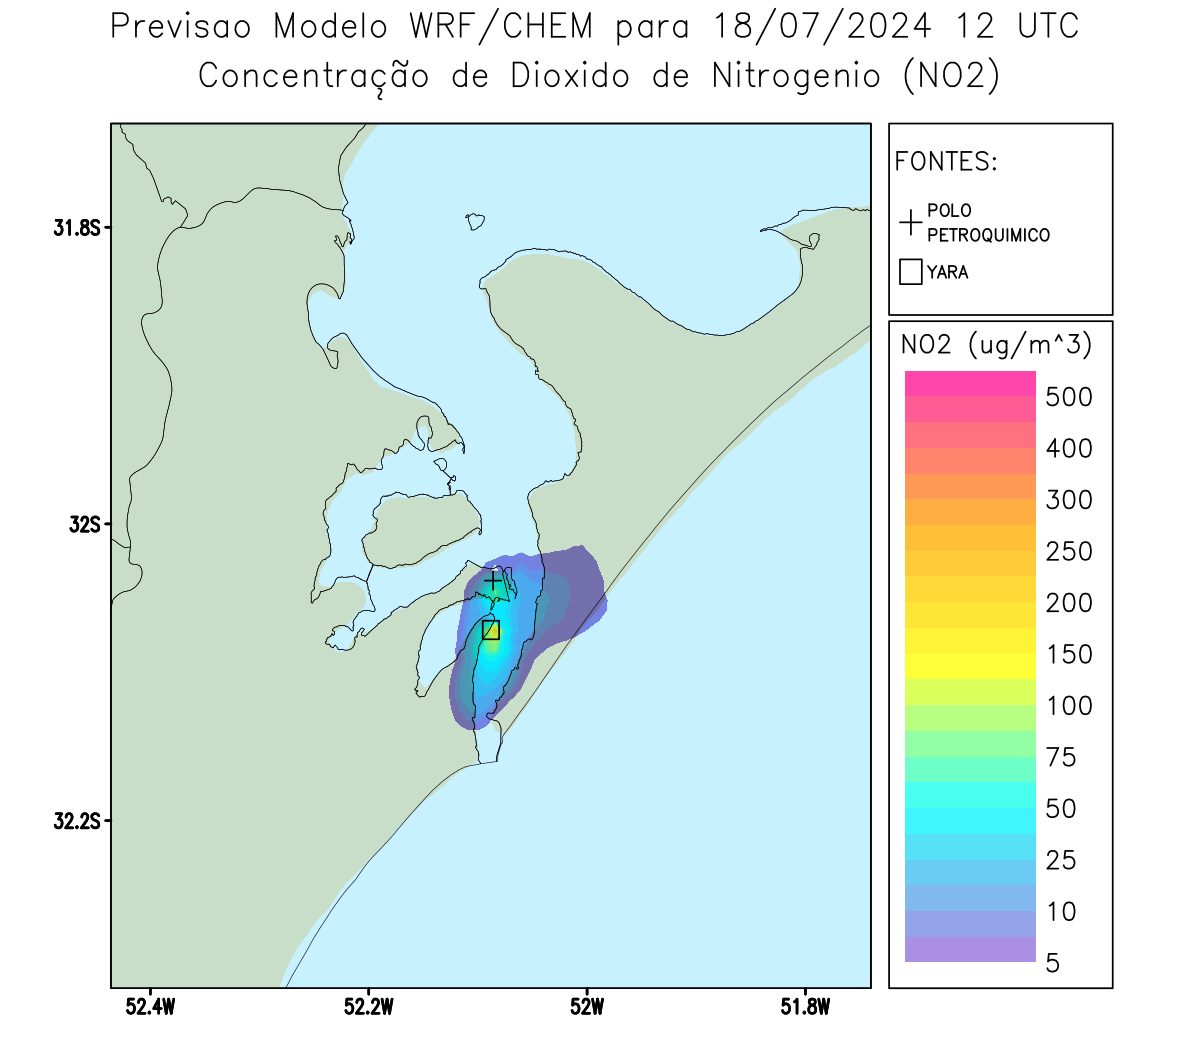 Previsao Modelo WRF/CHEM para 18/07/2024 12 UTC
Concentração de Dioxido de Nitrogenio (NO2)
FONTES:
POLO
PETROQUIMICO
YARA
NO2 (ug/m^3)
500
400
300
250
200
150
100
75
50
25
10
5
31.8S
32S
32.2S
52.4W
52.2W
52W
51.8W